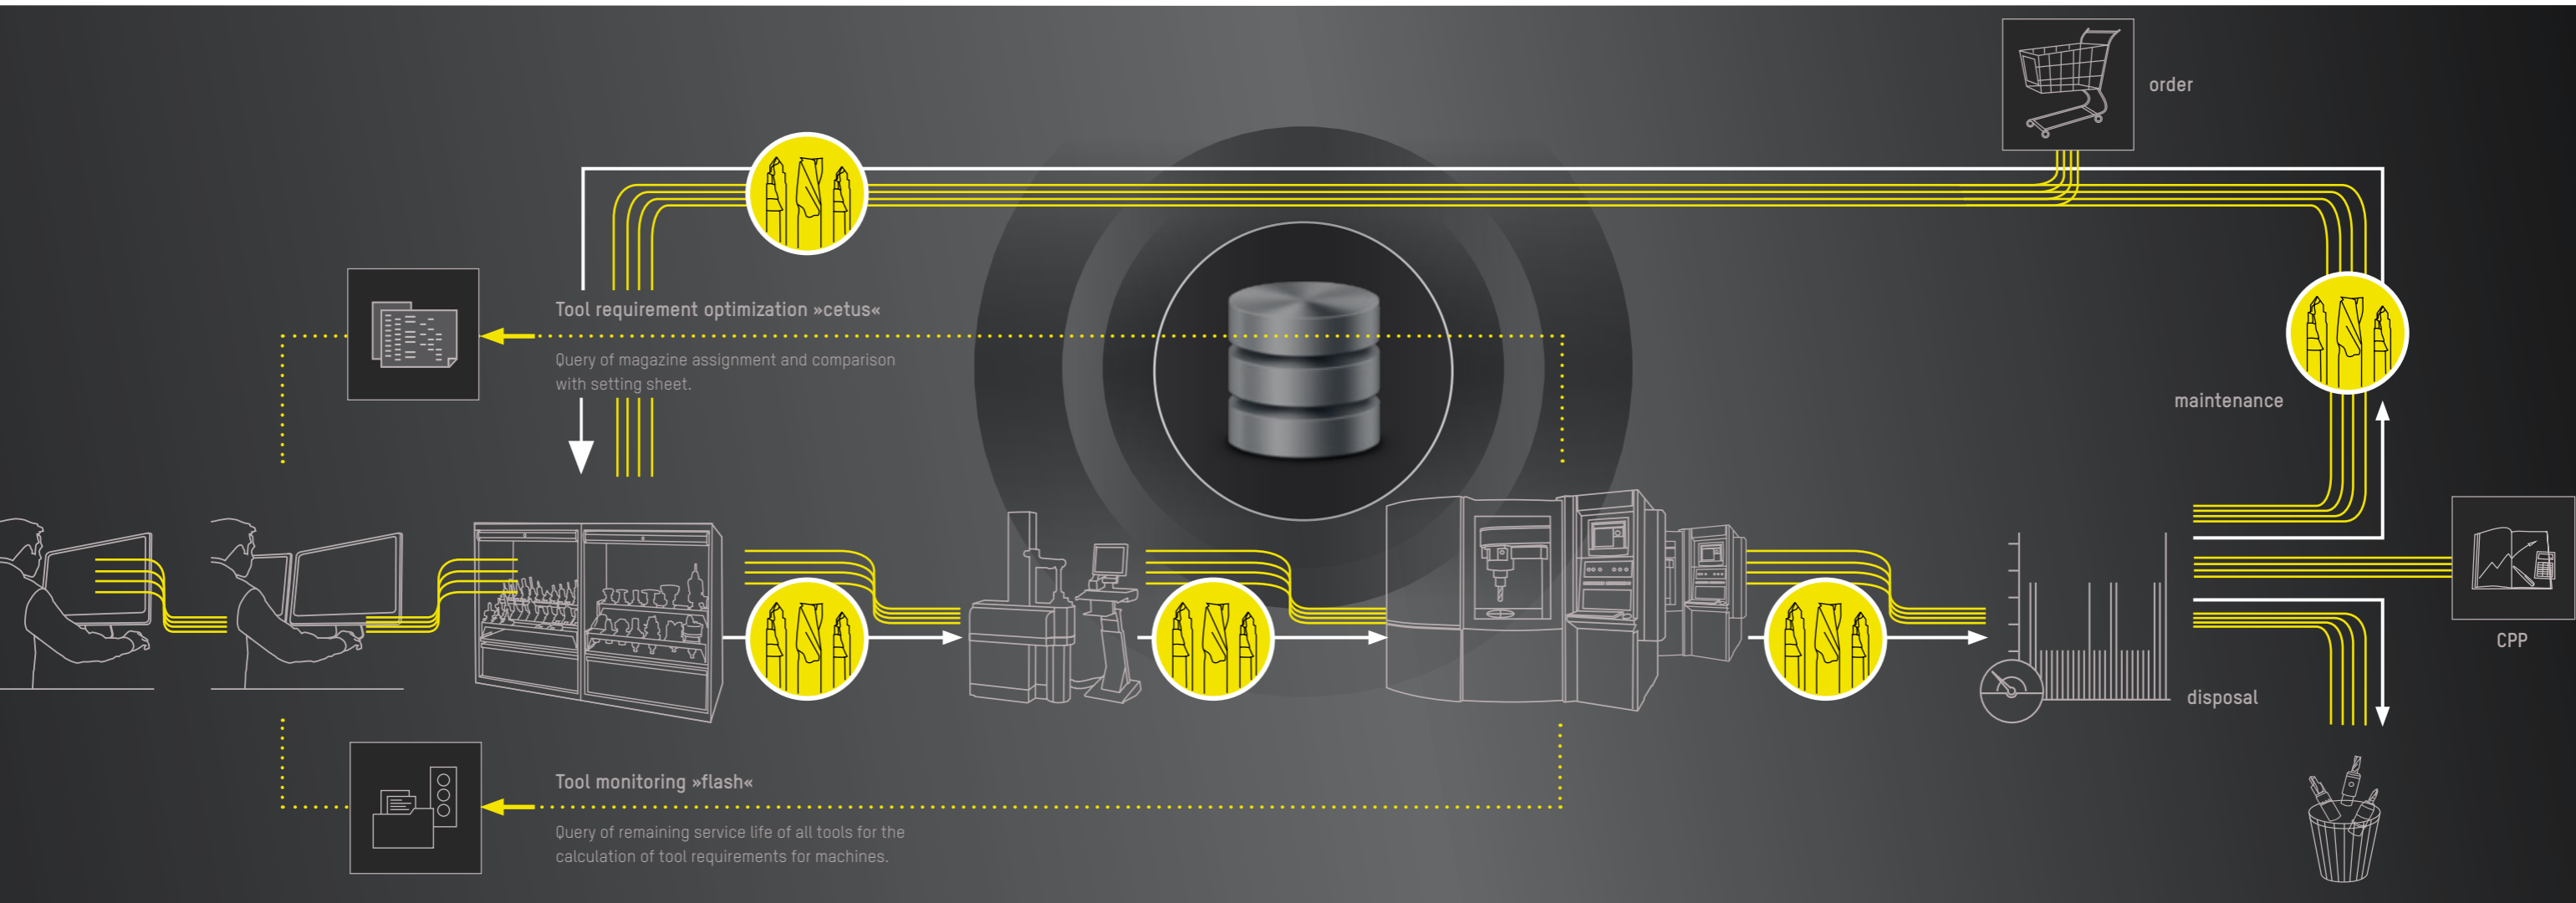 order
Tool requirement optimization »cetus«
Query of magazine assignment and comparison
with setting sheet.
maintenance
CPP
disposal
Tool monitoring »flash«
Query of remaining service life of all tools for the
calculation of tool requirements for machines.